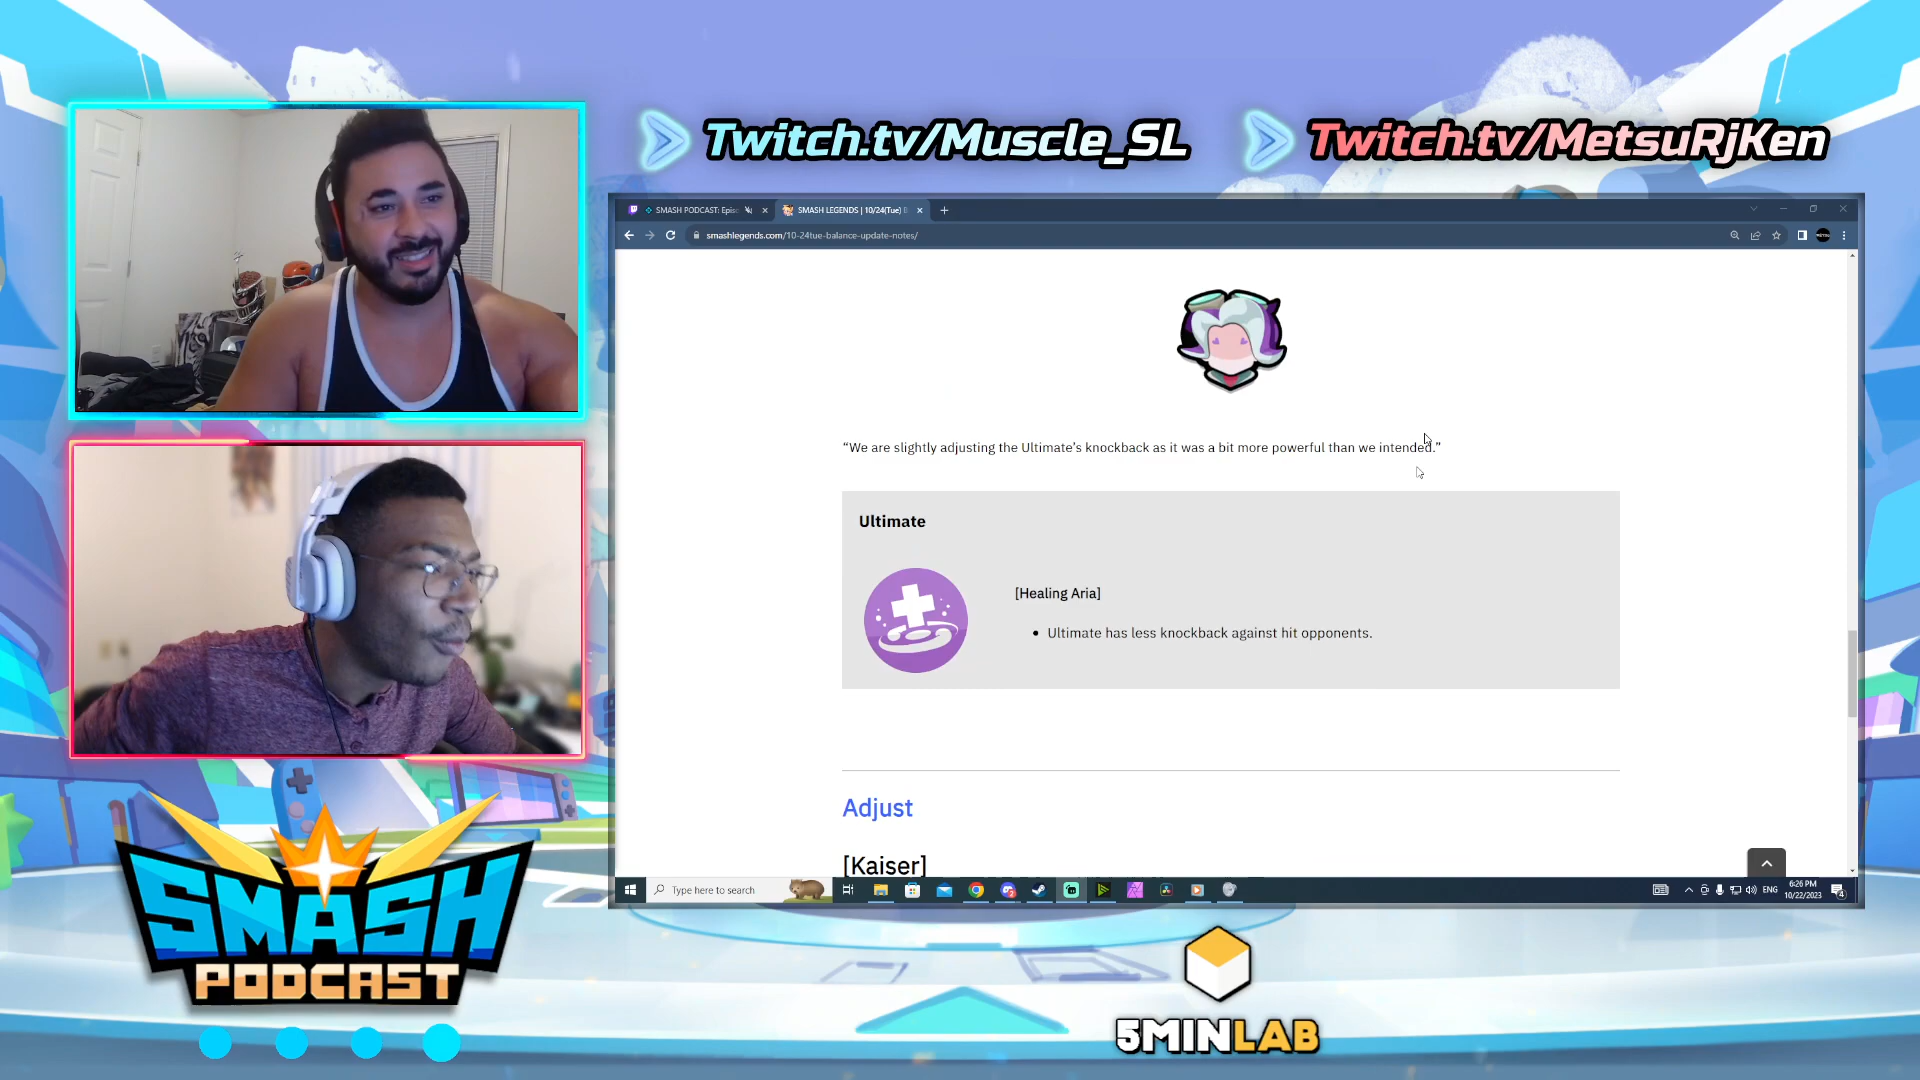 Twitch.tv/Muscle_SL
Twitch.tv/MetsuRjKen
SMASH PODCAST: Epis
SMASH LEGENDS | 10/24(Tue) B
smashlegends.com/10-24tue-balance-update-notes/
“We are slightly adjusting the Ultimate’s knockback as it was a bit more powerful than we intended.”
Ultimate
[Healing Aria]
• Ultimate has less knockback against hit opponents.
Adjust
[Kaiser]
Type here to search
ENG
6:26 PM
10/22/2023
4
SMASH
PODCAST
5MINLAB